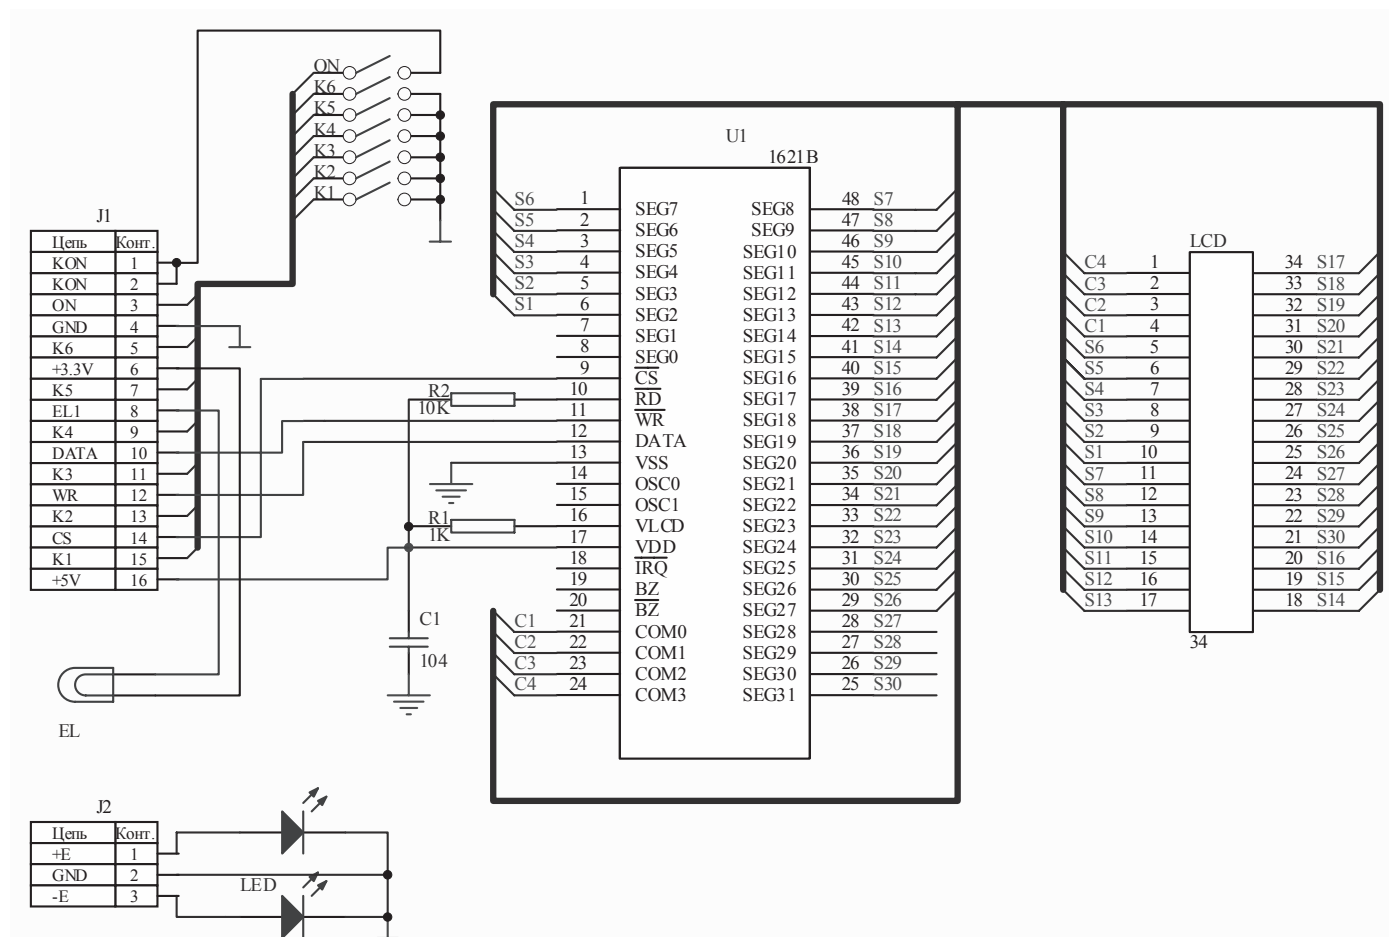 ON
K6
K5
K4
K3
K2
K1
J1
Цепь Конт.
KON 1
KON 2
ON 3
GND 4
K6 5
+3.3V 6
K5 7
EL1 8
K4 9
DATA 10
K3 11
WR 12
K2 13
CS 14
K1 15
+5V 16
EL
R2
10K
R1
1K
C1
104
U1
1621B
S6 1 SEG7 SEG8 48 S7
S5 2 SEG6 SEG9 47 S8
S4 3 SEG5 SEG10 46 S9
S3 4 SEG4 SEG11 45 S10
S2 5 SEG3 SEG12 44 S11
S1 6 SEG2 SEG13 43 S12
7 SEG1 SEG14 42 S13
8 SEG0 SEG15 41 S14
9 CS SEG16 40 S15
10 RD SEG17 39 S16
11 WR SEG18 38 S17
12 DATA SEG19 37 S18
13 VSS SEG20 36 S19
14 OSC0 SEG21 35 S20
15 OSC1 SEG22 34 S21
16 VLCD SEG23 33 S22
17 VDD SEG24 32 S23
18 IRQ SEG25 31 S24
19 BZ SEG26 30 S25
20 BZ SEG27 29 S26
C1 21 COM0 SEG28 28 S27
C2 22 COM1 SEG29 27 S28
C3 23 COM2 SEG30 26 S29
C4 24 COM3 SEG31 25 S30
LCD
C4 1 34 S17
C3 2 33 S18
C2 3 32 S19
C1 4 31 S20
S6 5 30 S21
S5 6 29 S22
S4 7 28 S23
S3 8 27 S24
S2 9 26 S25
S1 10 25 S26
S7 11 24 S27
S8 12 23 S28
S9 13 22 S29
S10 14 21 S30
S11 15 20 S16
S12 16 19 S15
S13 17 18 S14
34
J2
Цепь Конт.
+E 1
GND 2
-E 3
LED